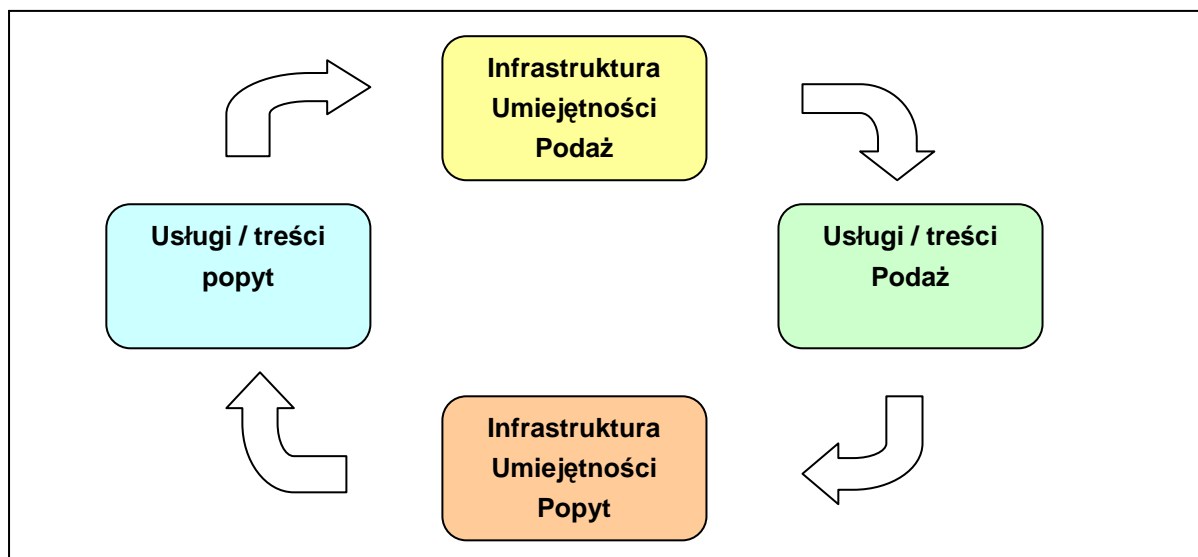 Infrastruktura
Umiejętności
Podaż
Usługi / treści
popyt
Usługi / treści
Podaż
Infrastruktura
Umiejętności
Popyt